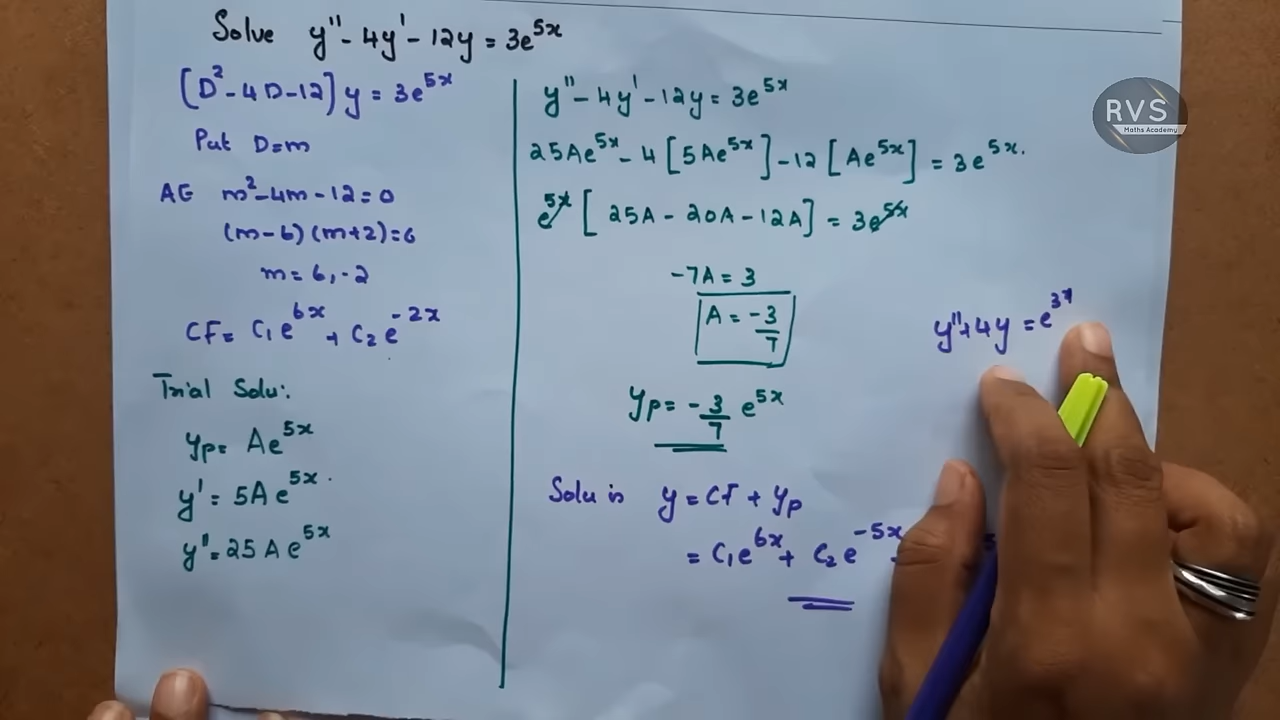 Solve y'' - 4y' - 12y = 3e^5x
[D^2 - 4D - 12] y = 3e^5x
Put D=m
AE m^2 - 4m - 12 = 0
(m-6) (m+2) = 0
m = 6, -2
CF = C₁e^6x + C₂e^-2x
Trial Solu:
yp = Ae^5x
y' = 5Ae^5x.
y'' = 25Ae^5x
y'' - 4y' - 12y = 3e^5x
25Ae^5x - 4[5Ae^5x] - 12[Ae^5x] = 3e^5x.
e^5x [25A - 20A - 12A] = 3e^5x
-7A = 3
A = -3/7
yp = -3/7 e^5x
Solu is y = CF + yp
= C₁e^6x + C₂e^-5x
y'' + 4y = e^3x
RVS
Maths Academy